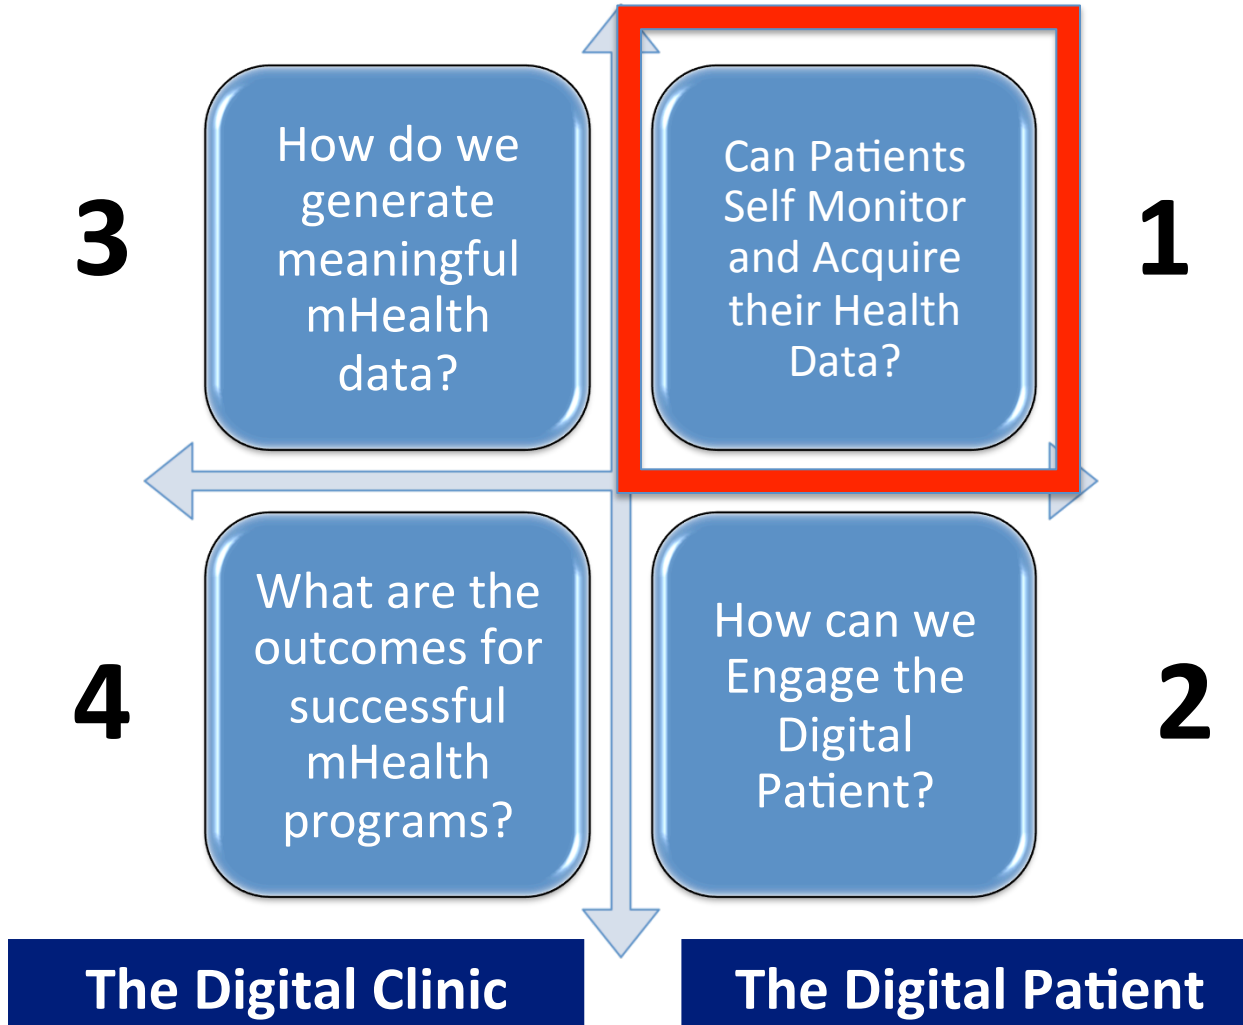 3
How do we
generate
meaningful
mHealth
data?
Can Patients
Self Monitor
and Acquire
their Health
Data?
1
4
What are the
outcomes for
successful
mHealth
programs?
How can we
Engage the
Digital
Patient?
2
The Digital Clinic
The Digital Patient